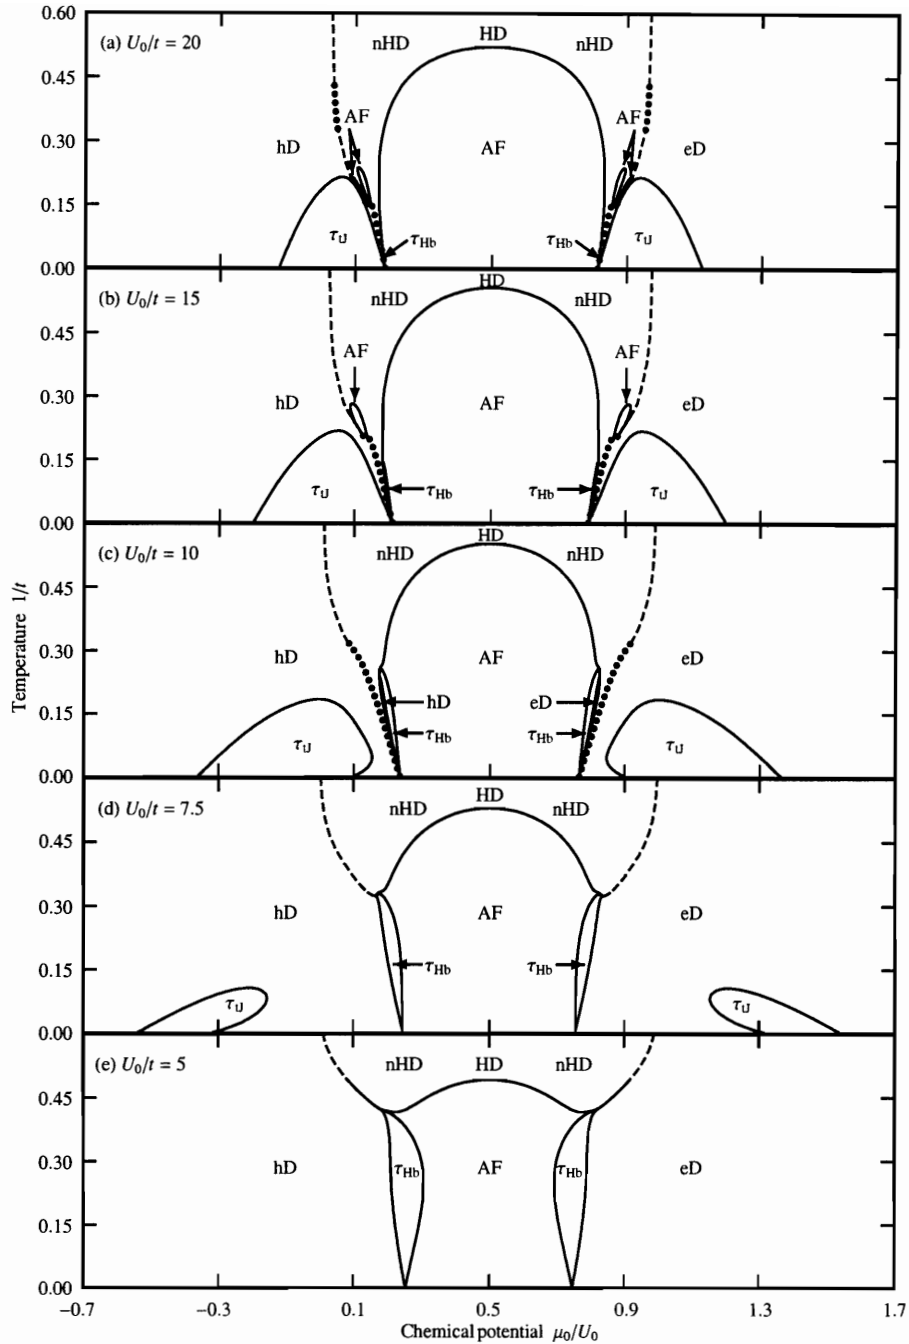 0.60
(a) U₀/t = 20
nHD
HD
nHD
0.45
AF
AF
0.30
hD
AF
eD
0.15
τtJ
τHb
τHb
τtJ
0.00
(b) U₀/t = 15
nHD
HD
nHD
0.45
AF
AF
0.30
hD
AF
eD
0.15
τtJ
τHb
τHb
τtJ
0.00
(c) U₀/t = 10
nHD
HD
nHD
0.45
0.30
hD
AF
eD
hD
eD
0.15
τtJ
τHb
τHb
τtJ
0.00
(d) U₀/t = 7.5
nHD
HD
nHD
0.45
0.30
hD
AF
eD
0.15
τHb
τHb
τtJ
τtJ
0.00
(e) U₀/t = 5
nHD
HD
nHD
0.45
0.30
hD
τHb
AF
τHb
eD
0.15
0.00
−0.7 −0.3 0.1 0.5 0.9 1.3 1.7
Chemical potential μ₀/U₀
Temperature 1/t